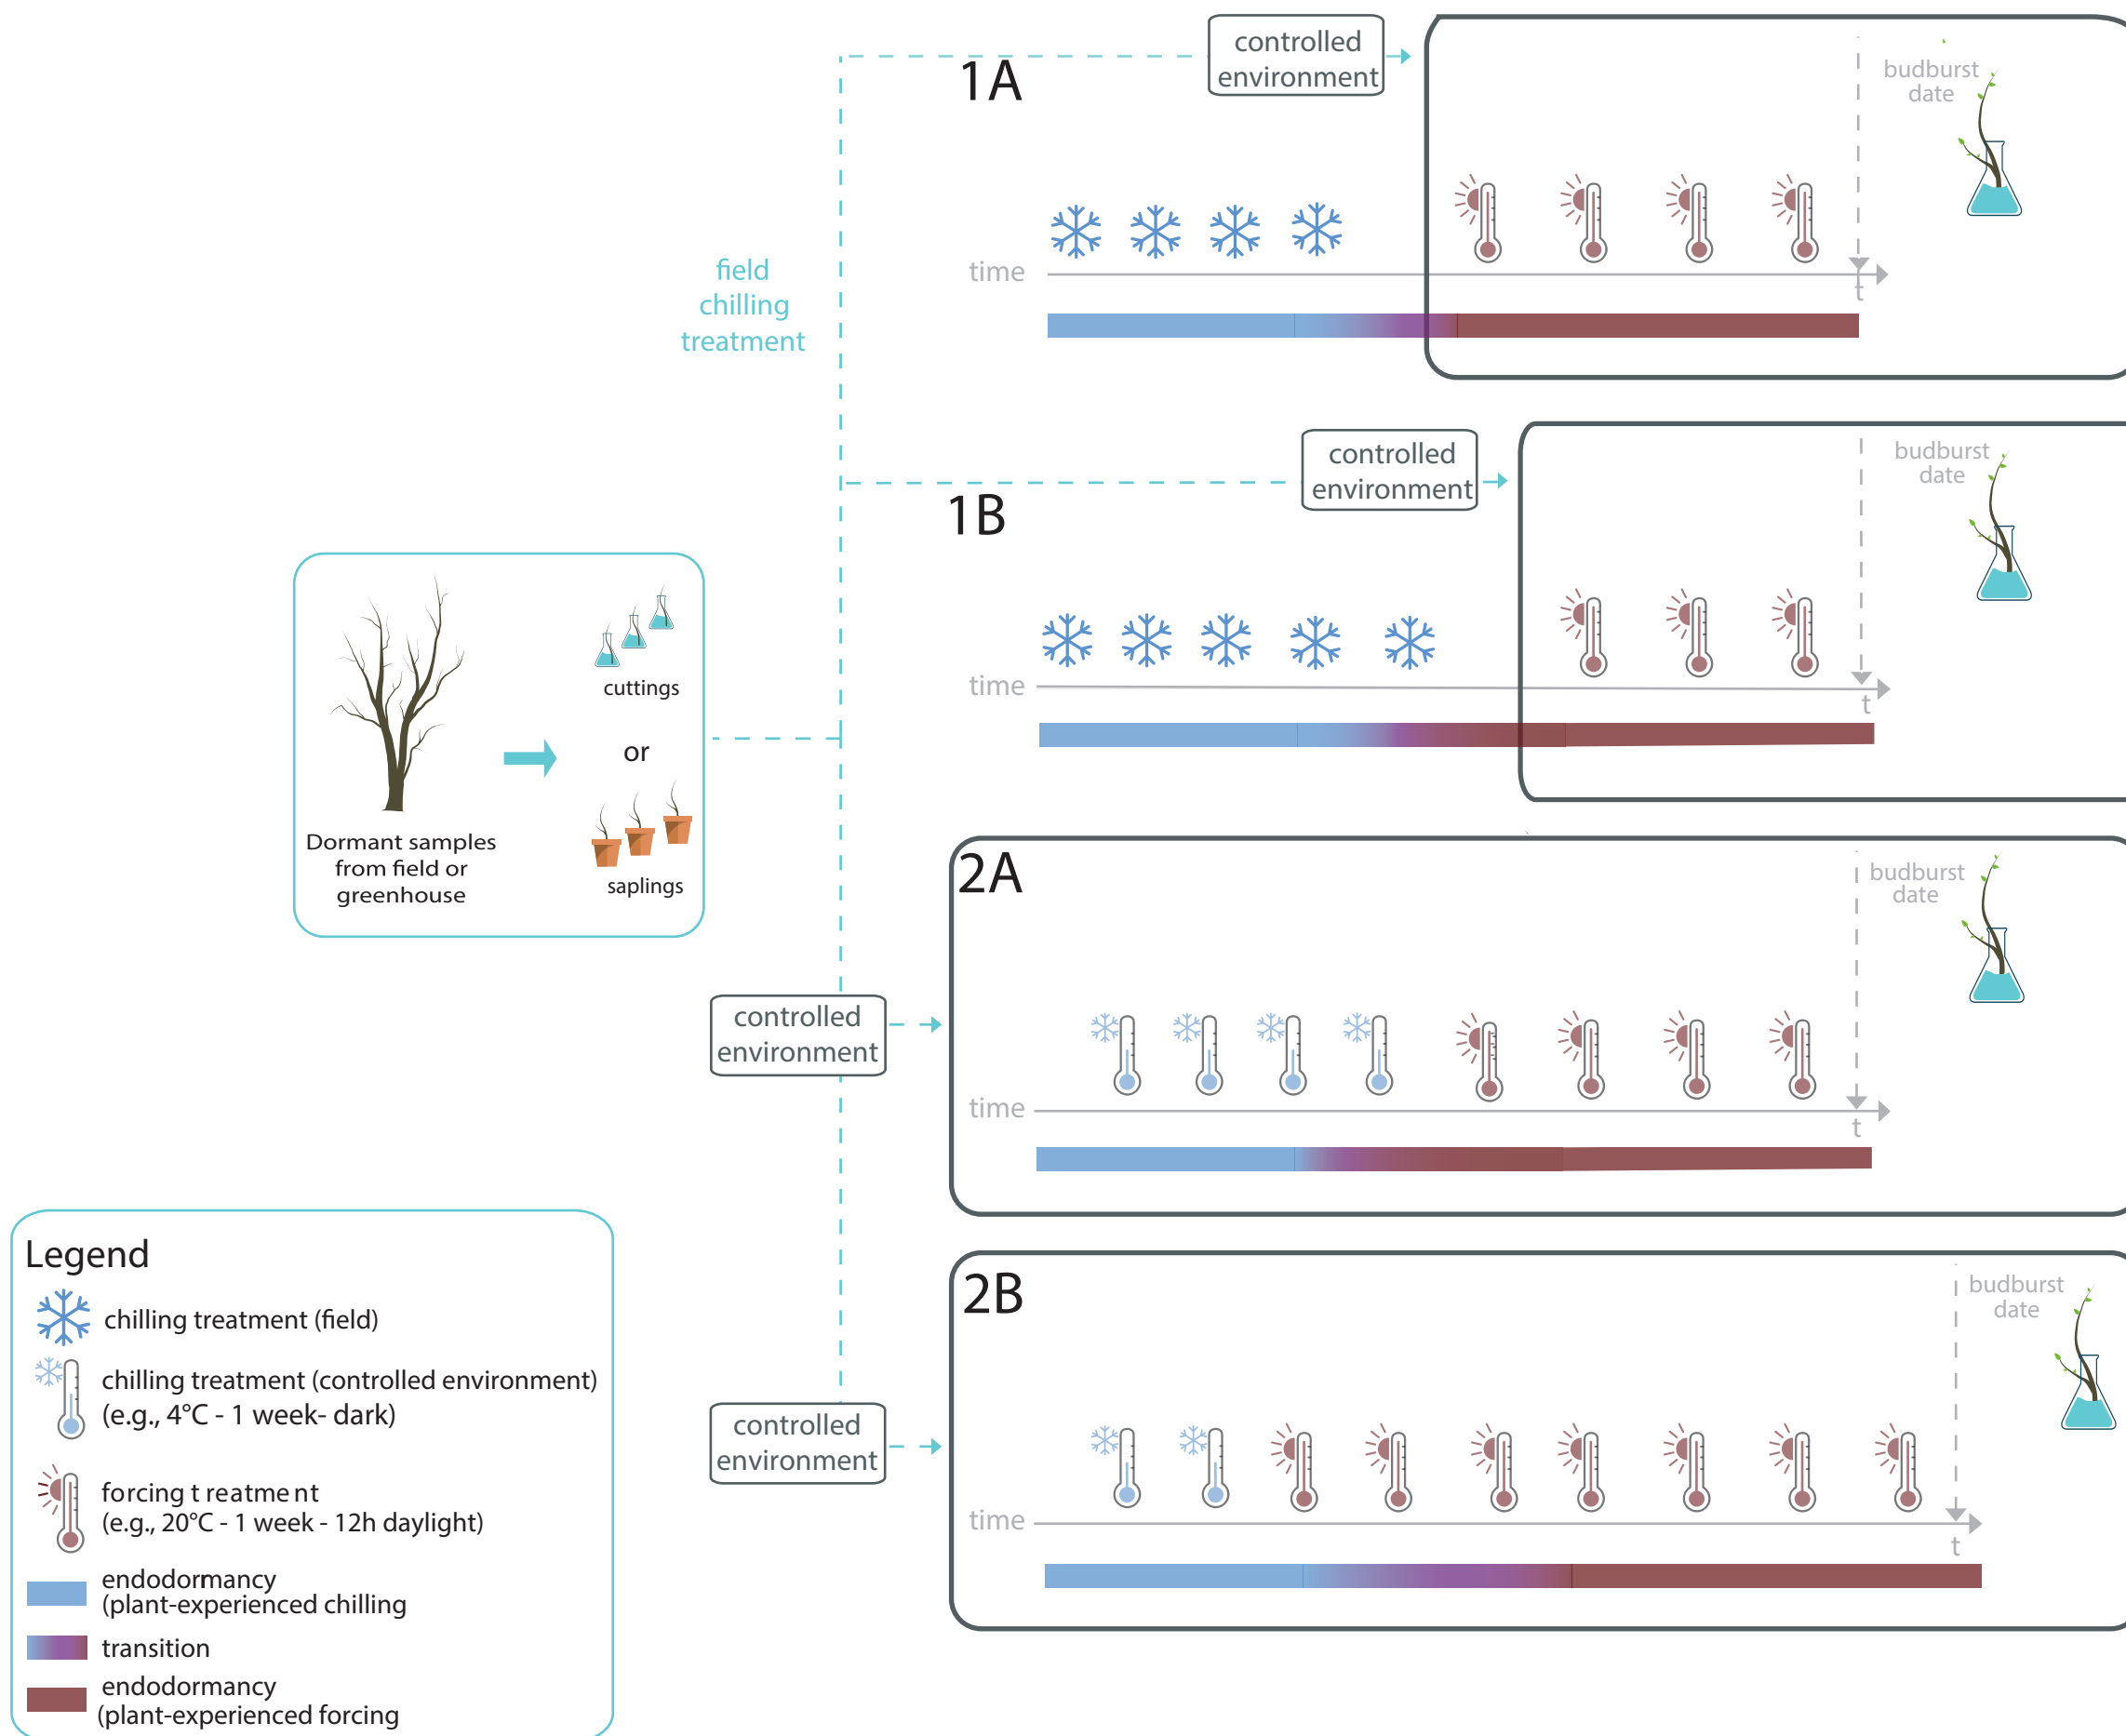 controlled
environment
1A
budburst
date
field
chilling
treatment
time
t
controlled
environment
1B
budburst
date
time
t
cuttings
or
saplings
Dormant samples
from field or
greenhouse
2A
budburst
date
controlled
environment
time
t
2B
budburst
date
controlled
environment
time
t
Legend
chilling treatment (field)
chilling treatment (controlled environment)
(e.g., 4°C - 1 week- dark)
forcing t reatme nt
(e.g., 20°C - 1 week - 12h daylight)
endodormancy
(plant-experienced chilling
transition
endodormancy
(plant-experienced forcing